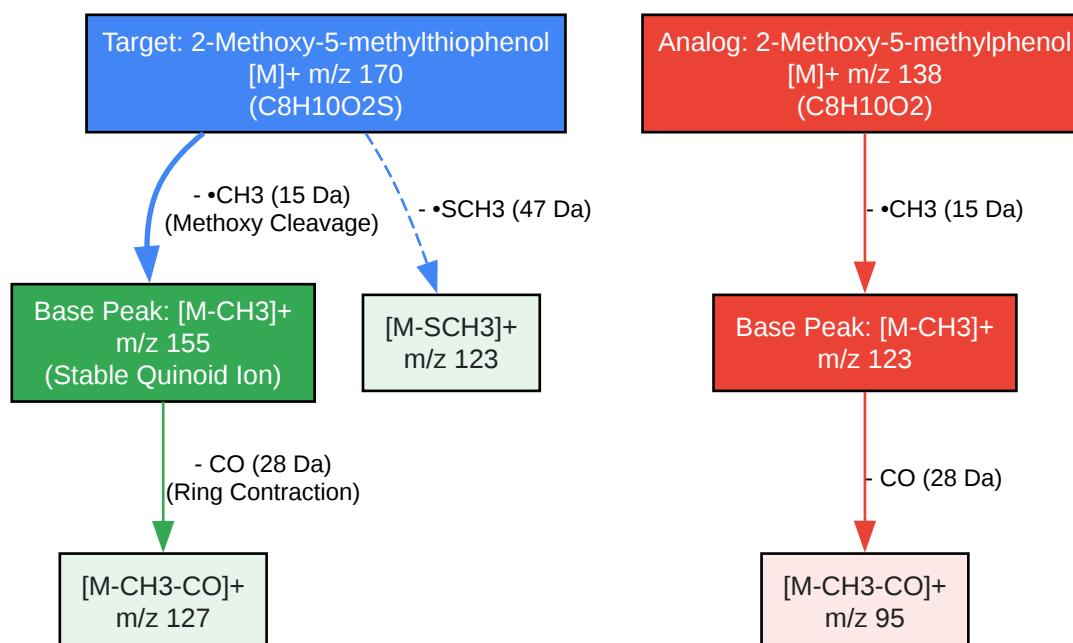 Target: 2-Methoxy-5-methylthiophenol
[M]+ m/z 170
(C8H10O2S)
Analog: 2-Methoxy-5-methylphenol
[M]+ m/z 138
(C8H10O2)
- •CH3 (15 Da)
(Methoxy Cleavage)
- •SCH3 (47 Da)
- •CH3 (15 Da)
Base Peak: [M-CH3]+
m/z 155
(Stable Quinoid Ion)
[M-SCH3]+
m/z 123
Base Peak: [M-CH3]+
m/z 123
- CO (28 Da)
(Ring Contraction)
- CO (28 Da)
[M-CH3-CO]+
m/z 127
[M-CH3-CO]+
m/z 95